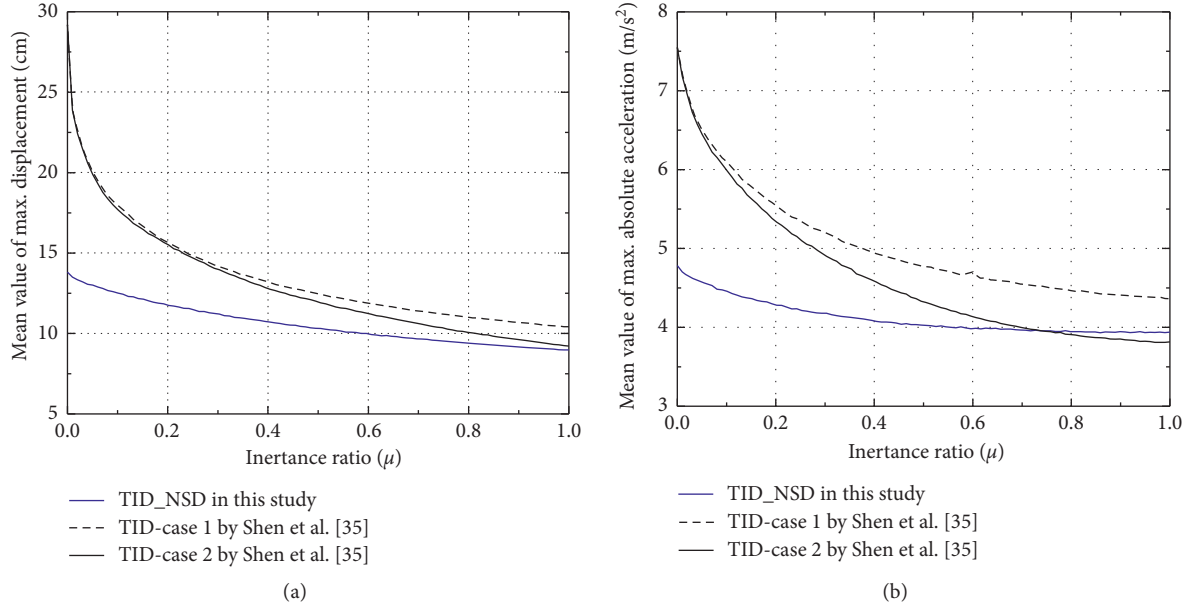 Mean value of max. displacement (cm)
30
25
20
15
10
5
0.0 0.2 0.4 0.6 0.8 1.0
Inertance ratio (μ)
TID_NSD in this study
TID-case 1 by Shen et al. [35]
TID-case 2 by Shen et al. [35]
(a)
Mean value of max. absolute acceleration (m/s²)
8
7
6
5
4
3
0.0 0.2 0.4 0.6 0.8 1.0
Inertance ratio (μ)
TID_NSD in this study
TID-case 1 by Shen et al. [35]
TID-case 2 by Shen et al. [35]
(b)